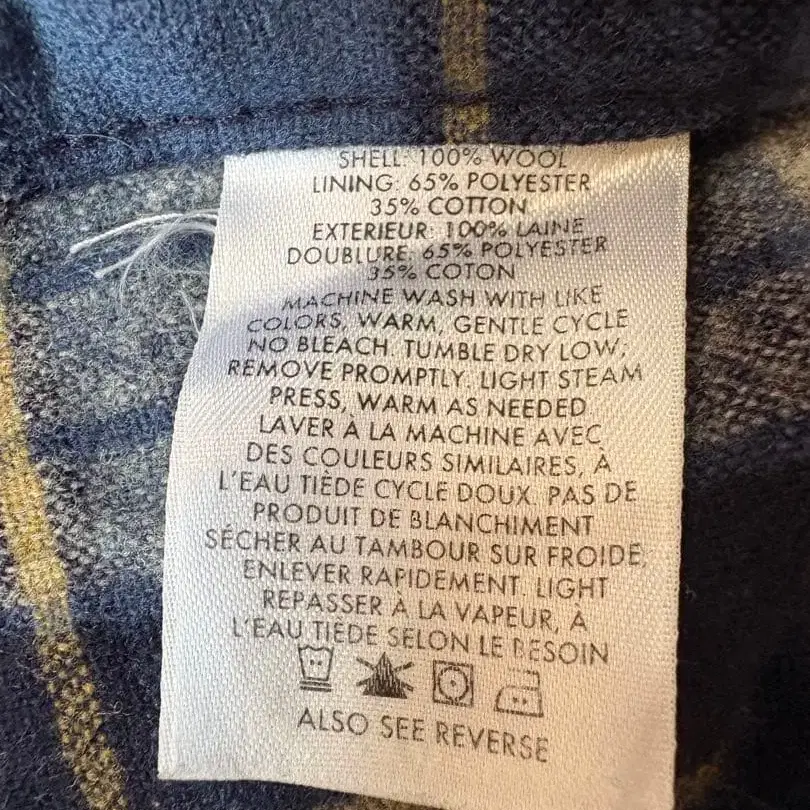 SHELL: 100% WOOL
LINING: 65% POLYESTER
35% COTTON
EXTERIEUR: 100% LAINE
DOUBLURE: 65% POLYESTER
35% COTON
MACHINE WASH WITH LIKE
COLORS, WARM, GENTLE CYCLE
NO BLEACH. TUMBLE DRY LOW,
REMOVE PROMPTLY. LIGHT STEAM
PRESS, WARM AS NEEDED
LAVER À LA MACHINE AVEC
DES COULEURS SIMILAIRES, À
L'EAU TIÈDE CYCLE DOUX. PAS DE
PRODUIT DE BLANCHIMENT
SÉCHER AU TAMBOUR SUR FROIDE,
ENLEVER RAPIDEMENT. LIGHT
REPASSER À LA VAPEUR, À
L'EAU TIÈDE SELON LE BESOIN
ALSO SEE REVERSE